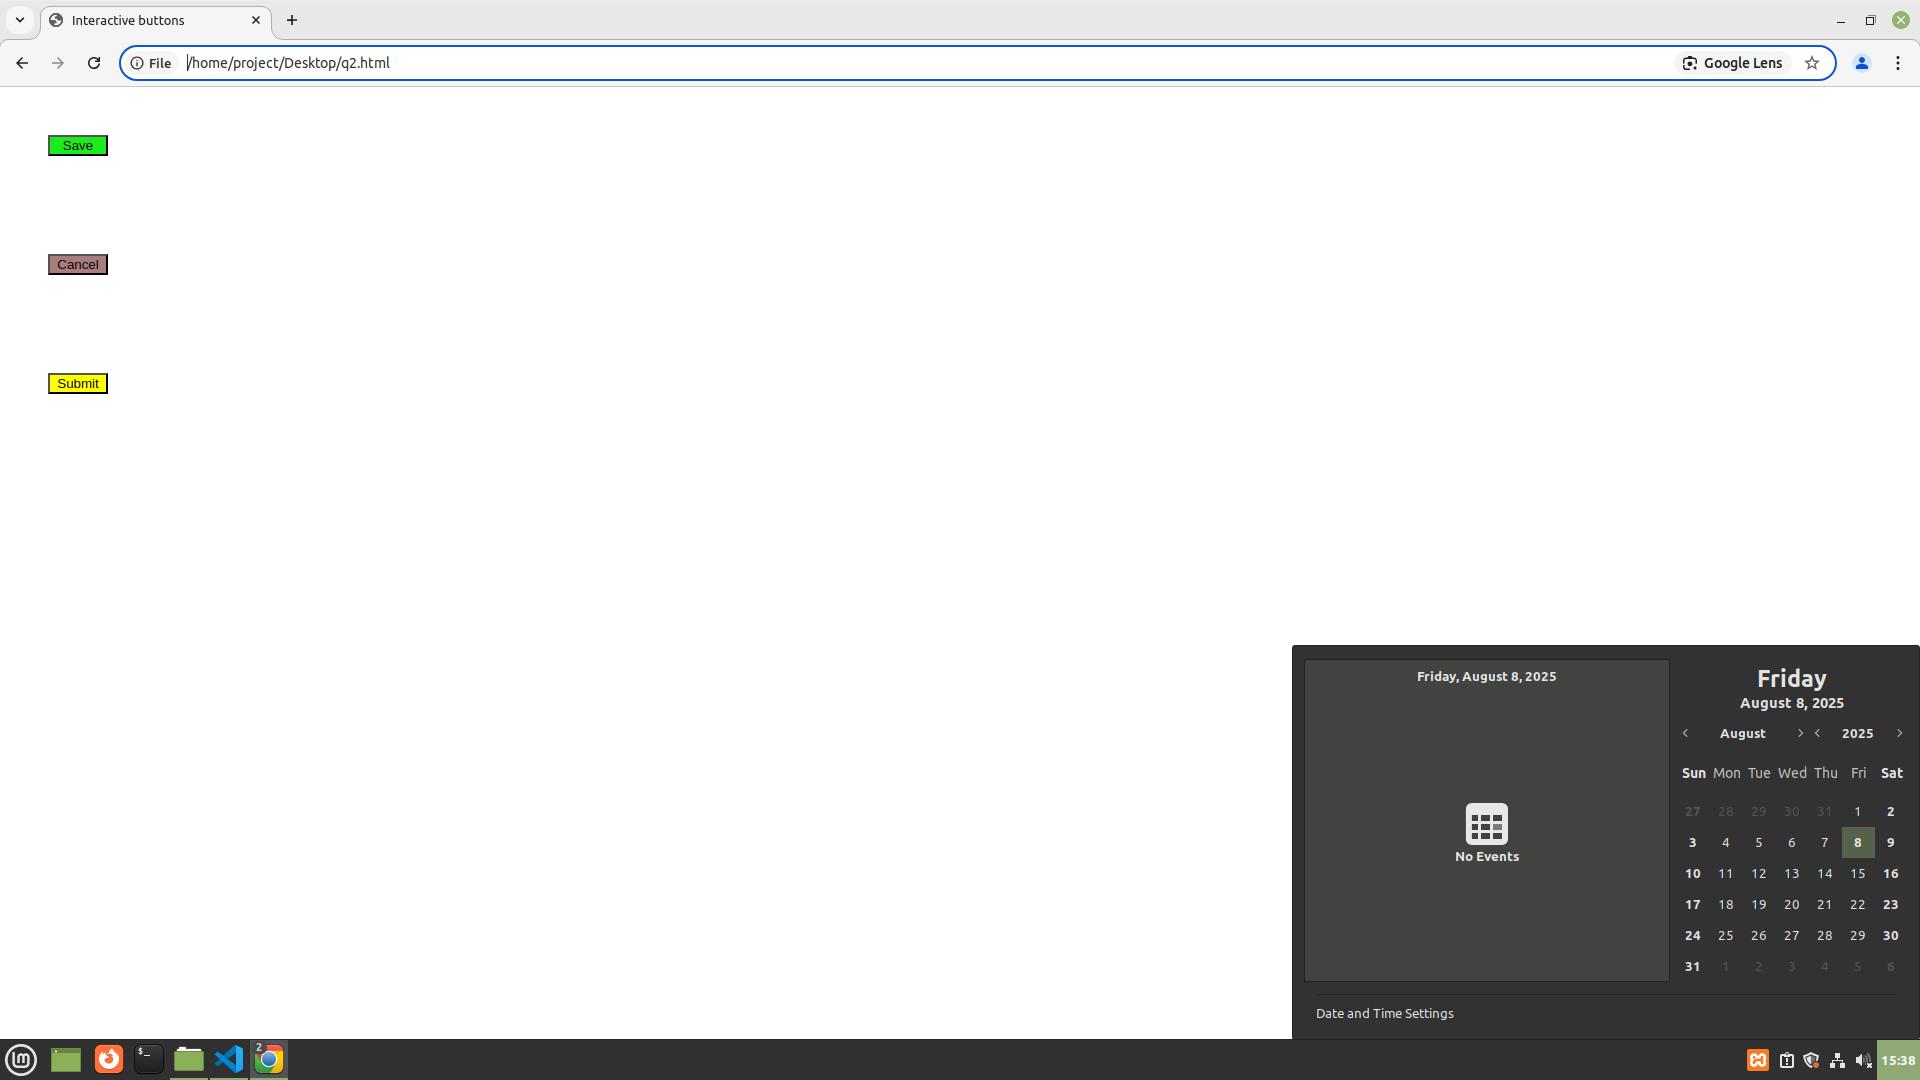 Interactive buttons
File /home/project/Desktop/q2.html Google Lens
Save
Cancel
Submit
Friday, August 8, 2025
No Events
Friday
August 8, 2025
August 2025
Sun Mon Tue Wed Thu Fri Sat
27 28 29 30 31 1 2
3 4 5 6 7 8 9
10 11 12 13 14 15 16
17 18 19 20 21 22 23
24 25 26 27 28 29 30
31 1 2 3 4 5 6
Date and Time Settings
$_
2
15:38